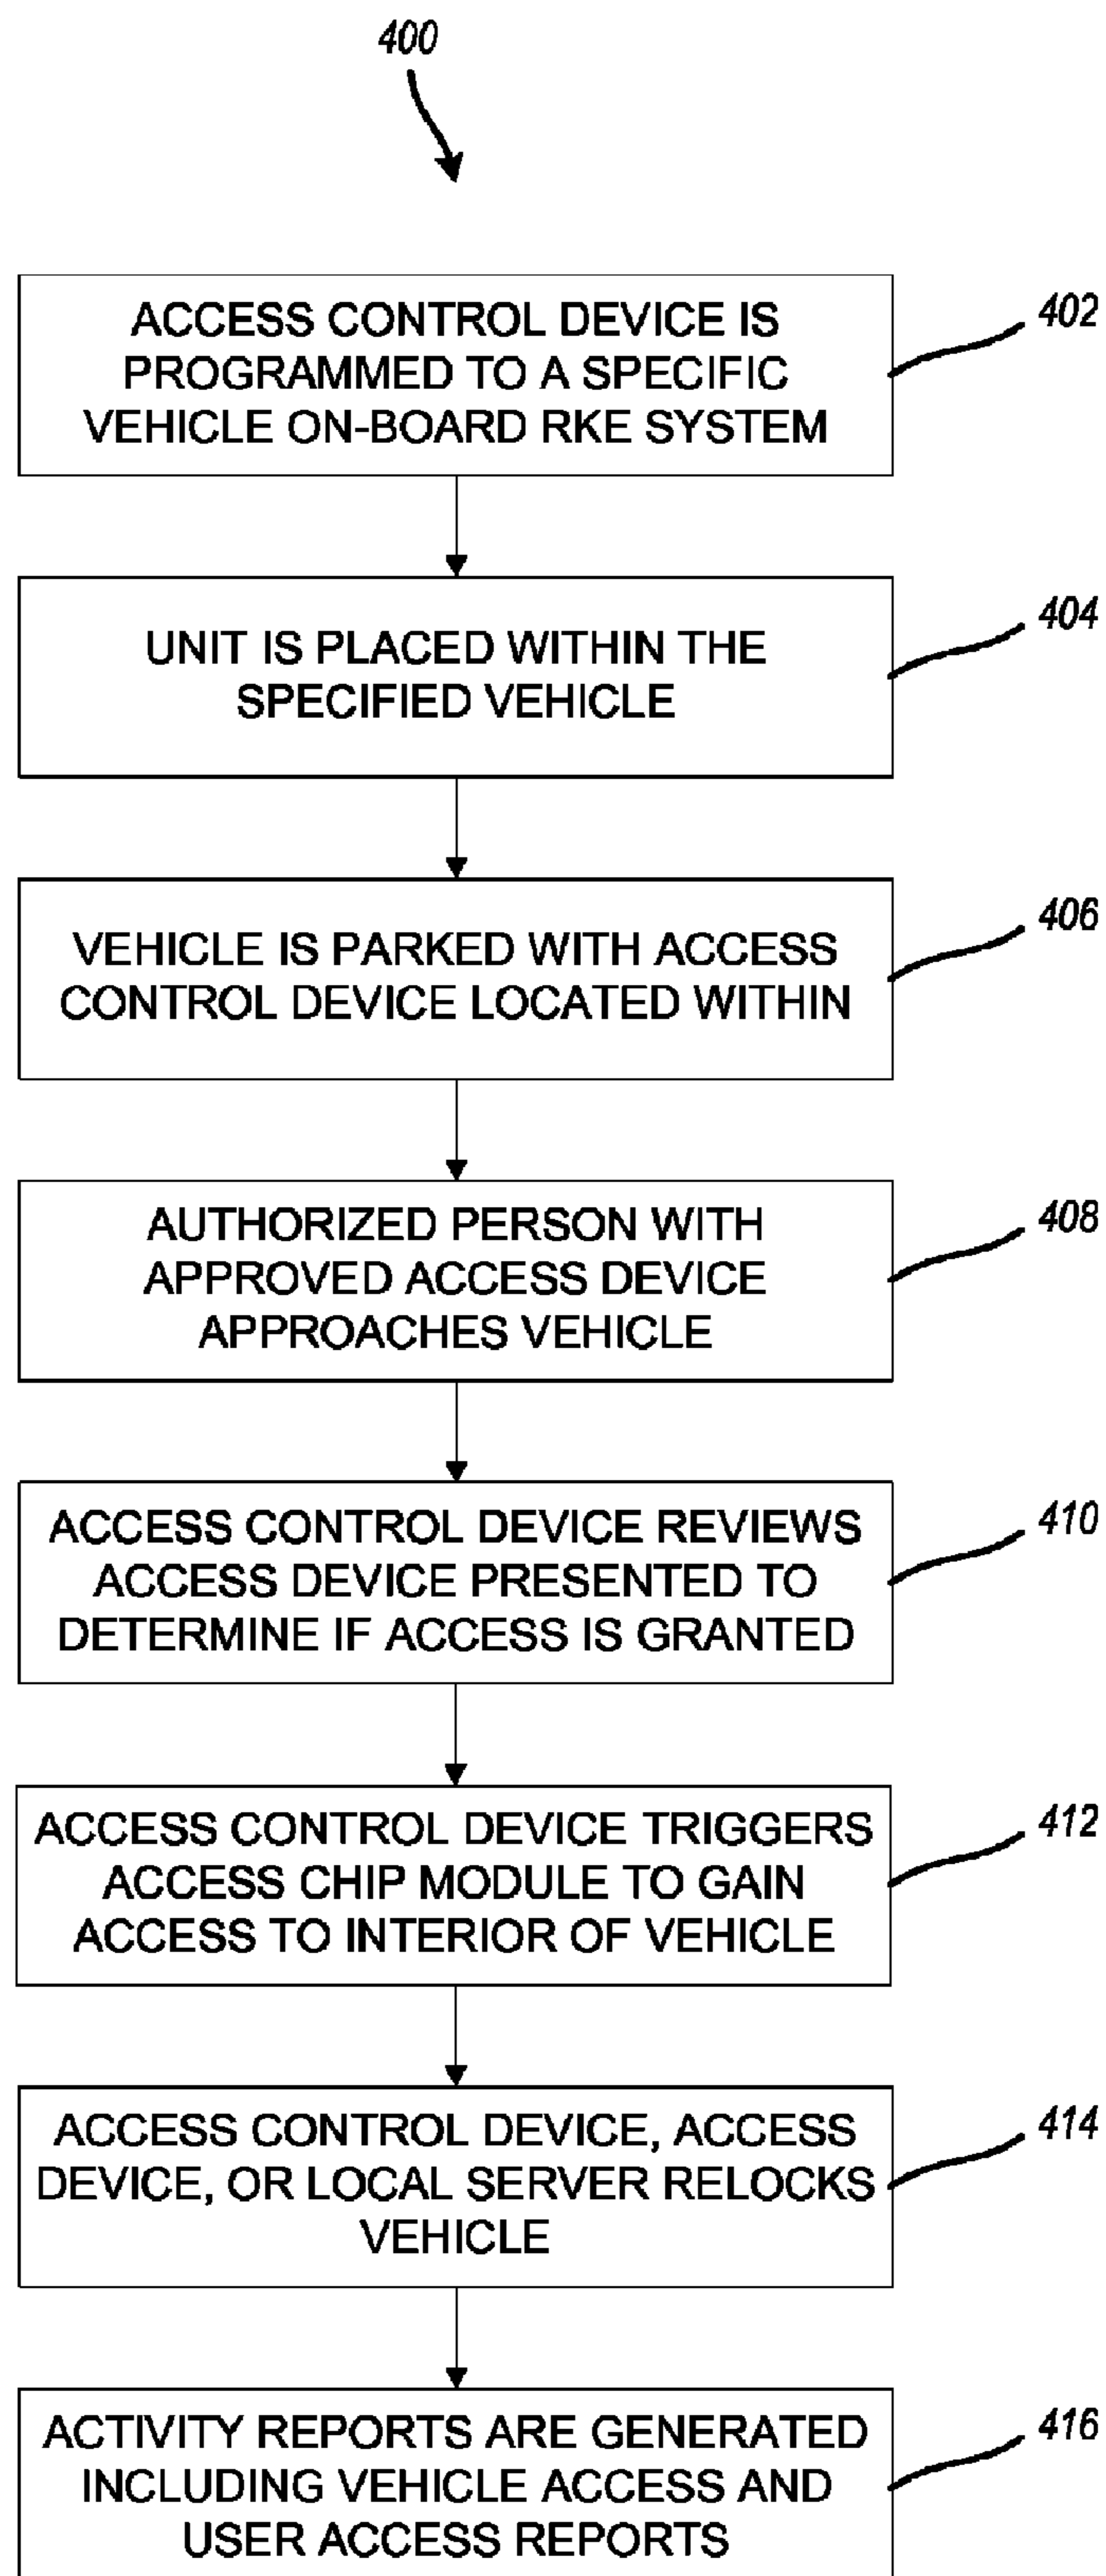 400
ACCESS CONTROL DEVICE IS
PROGRAMMED TO A SPECIFIC
VEHICLE ON-BOARD RKE SYSTEM
402
UNIT IS PLACED WITHIN THE
SPECIFIED VEHICLE
404
VEHICLE IS PARKED WITH ACCESS
CONTROL DEVICE LOCATED WITHIN
406
AUTHORIZED PERSON WITH
APPROVED ACCESS DEVICE
APPROACHES VEHICLE
408
ACCESS CONTROL DEVICE REVIEWS
ACCESS DEVICE PRESENTED TO
DETERMINE IF ACCESS IS GRANTED
410
ACCESS CONTROL DEVICE TRIGGERS
ACCESS CHIP MODULE TO GAIN
ACCESS TO INTERIOR OF VEHICLE
412
ACCESS CONTROL DEVICE, ACCESS
DEVICE, OR LOCAL SERVER RELOCKS
VEHICLE
414
ACTIVITY REPORTS ARE GENERATED
INCLUDING VEHICLE ACCESS AND
USER ACCESS REPORTS
416